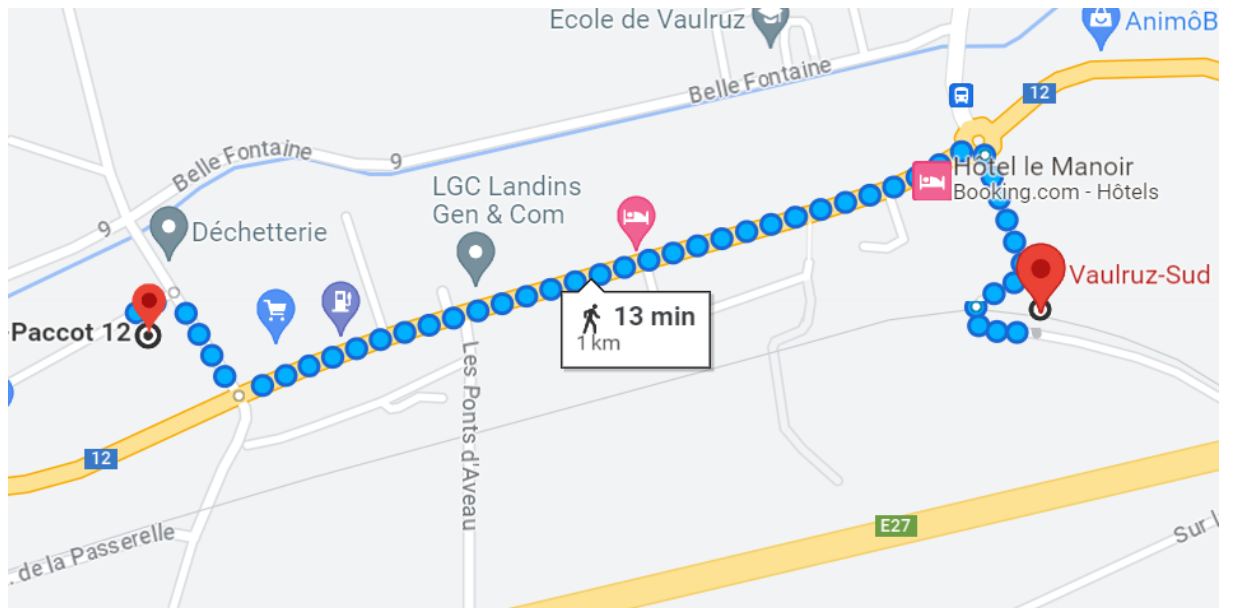 Ecole de Vaulruz
AnimôB
Belle Fontaine
12
Belle Fontaine
9
Hôtel le Manoir
Booking.com - Hôtels
LGC Landins
Gen & Com
9
Déchetterie
Vaulruz-Sud
-Paccot 12
13 min
1 km
Les Ponts d'Aveau
12
E27
. de la Passerelle
Sur l